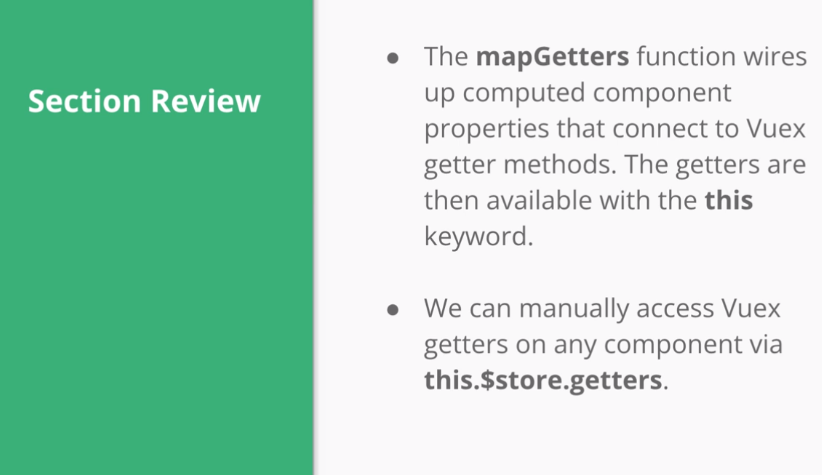 Section Review
● The mapGetters function wires
up computed component
properties that connect to Vuex
getter methods. The getters are
then available with the this
keyword.
● We can manually access Vuex
getters on any component via
this.$store.getters.